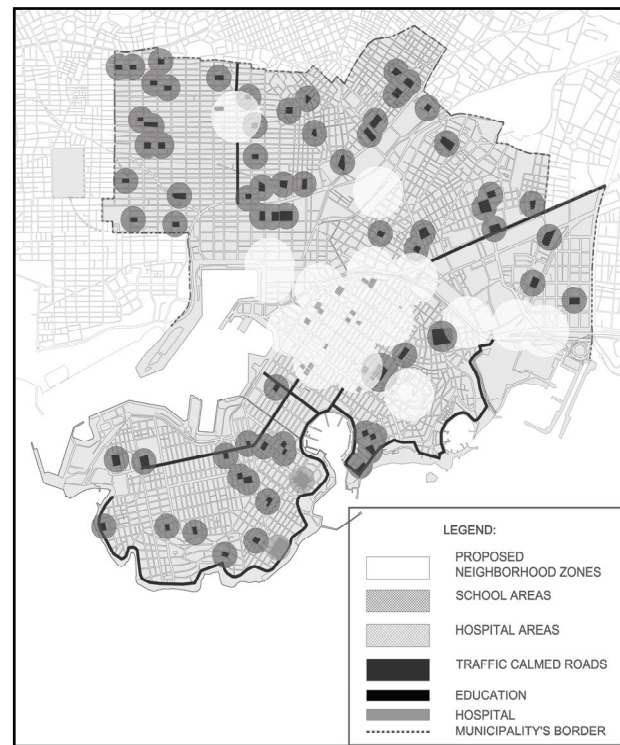 LEGEND:
PROPOSED
NEIGHBORHOOD ZONES
SCHOOL AREAS
HOSPITAL AREAS
TRAFFIC CALMED ROADS
EDUCATION
HOSPITAL
MUNICIPALITY'S BORDER